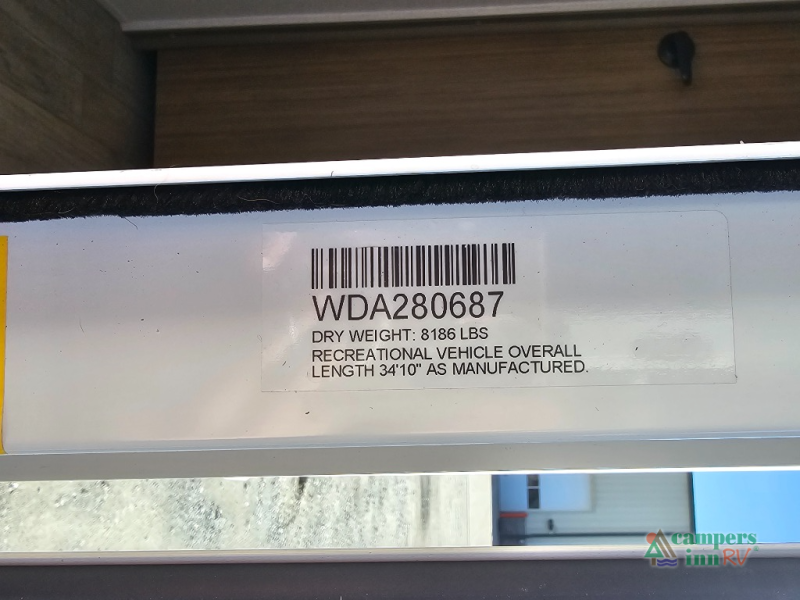 WDA280687
DRY WEIGHT: 8186 LBS
RECREATIONAL VEHICLE OVERALL
LENGTH 34'10" AS MANUFACTURED.
campers
inn RV